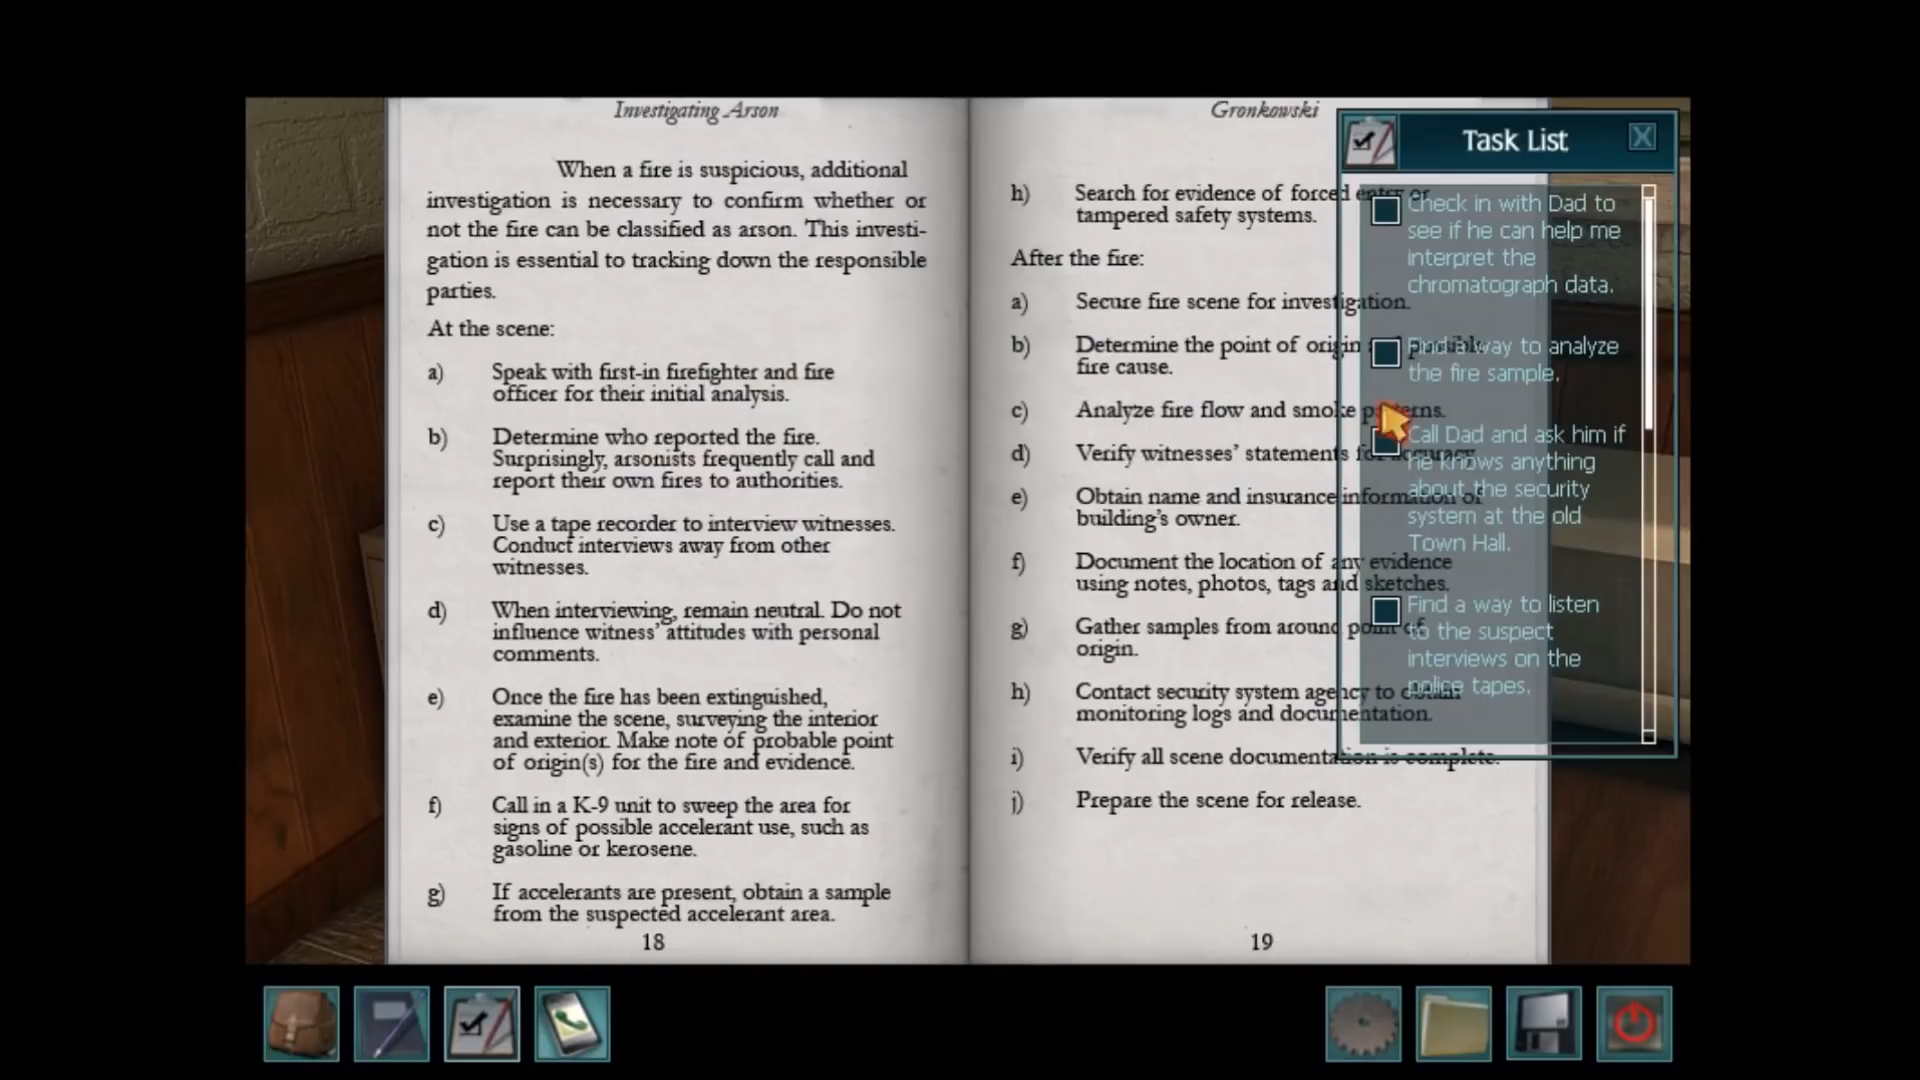 Investigating Arson
When a fire is suspicious, additional
investigation is necessary to confirm whether or
not the fire can be classified as arson. This investi-
gation is essential to tracking down the responsible
parties.
At the scene:
a) Speak with first-in firefighter and fire
officer for their initial analysis.
b) Determine who reported the fire.
Surprisingly, arsonists frequently call and
report their own fires to authorities.
c) Use a tape recorder to interview witnesses.
Conduct interviews away from other
witnesses.
d) When interviewing, remain neutral. Do not
influence witness' attitudes with personal
comments.
e) Once the fire has been extinguished,
examine the scene, surveying the interior
and exterior. Make note of probable point
of origin(s) for the fire and evidence.
f) Call in a K-9 unit to sweep the area for
signs of possible accelerant use, such as
gasoline or kerosene.
g) If accelerants are present, obtain a sample
from the suspected accelerant area.
18
Gronkowski
h) Search for evidence of forced entry or
tampered safety systems.
After the fire:
a) Secure fire scene for investigation.
b) Determine the point of origin and possible
fire cause.
c) Analyze fire flow and smoke patterns.
d) Verify witnesses' statements for accuracy.
e) Obtain name and insurance information of
building's owner.
f) Document the location of any evidence
using notes, photos, tags and sketches.
g) Gather samples from around point of
origin.
h) Contact security system agency to obtain
monitoring logs and documentation.
i) Verify all scene documentation is complete.
j) Prepare the scene for release.
19
Task List
X
Check in with Dad to
see if he can help me
interpret the
chromatograph data.
Find a way to analyze
the fire sample.
Call Dad and ask him if
he knows anything
about the security
system at the old
Town Hall.
Find a way to listen
to the suspect
interviews on the
police tapes.